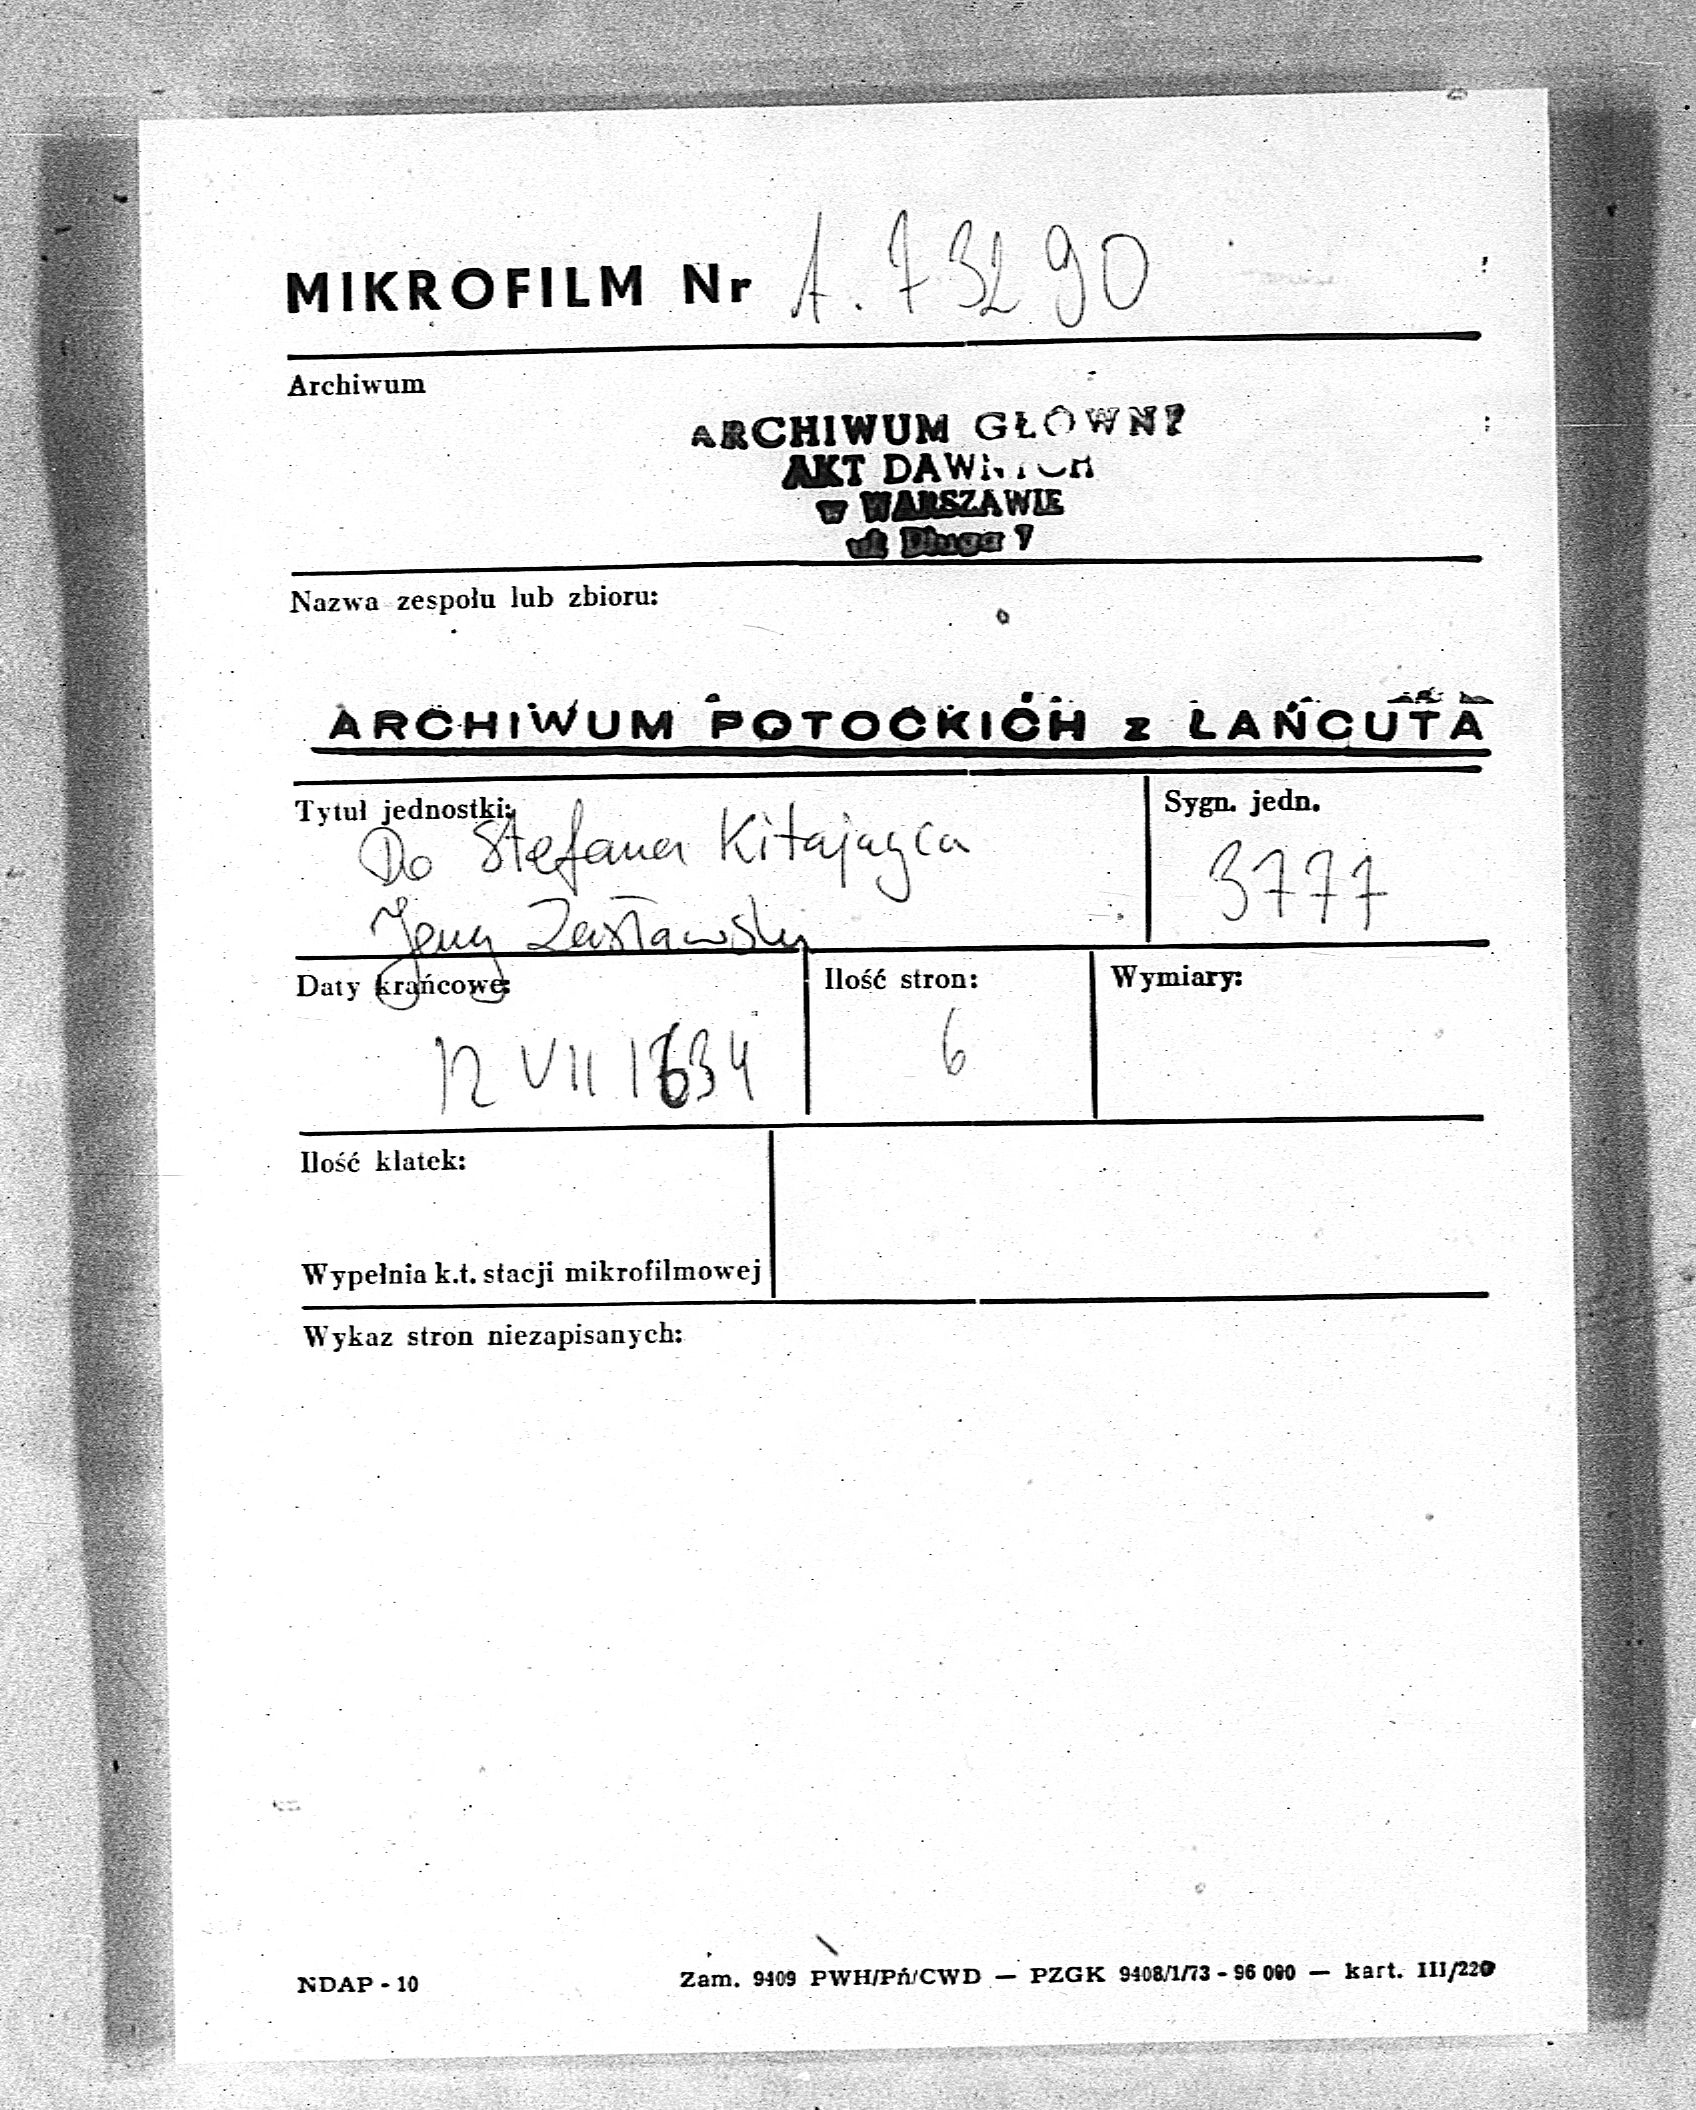 MIKROFILM Nr A. 73290
Archiwum
ARCHIWUM GŁÓWNE
AKT DAWNYCH
w WARSZAWIE
ul. Długa 7
Nazwa zespołu lub zbioru:
ARCHIWUM POTOCKICH z ŁAŃCUTA
Tytuł jednostki:
Sygn. jedn.
Do Stefana Kitajgca
3777
Jerzy Zasławski
Daty krańcowe:
Ilość stron:
Wymiary:
12 VII 1634
6
Ilość klatek:
Wypełnia k.t. stacji mikrofilmowej
Wykaz stron niezapisanych:
NDAP - 10
Zam. 9409 PWH/Pń/CWD — PZGK 9408/1/73 - 96 000 — kart. III/220